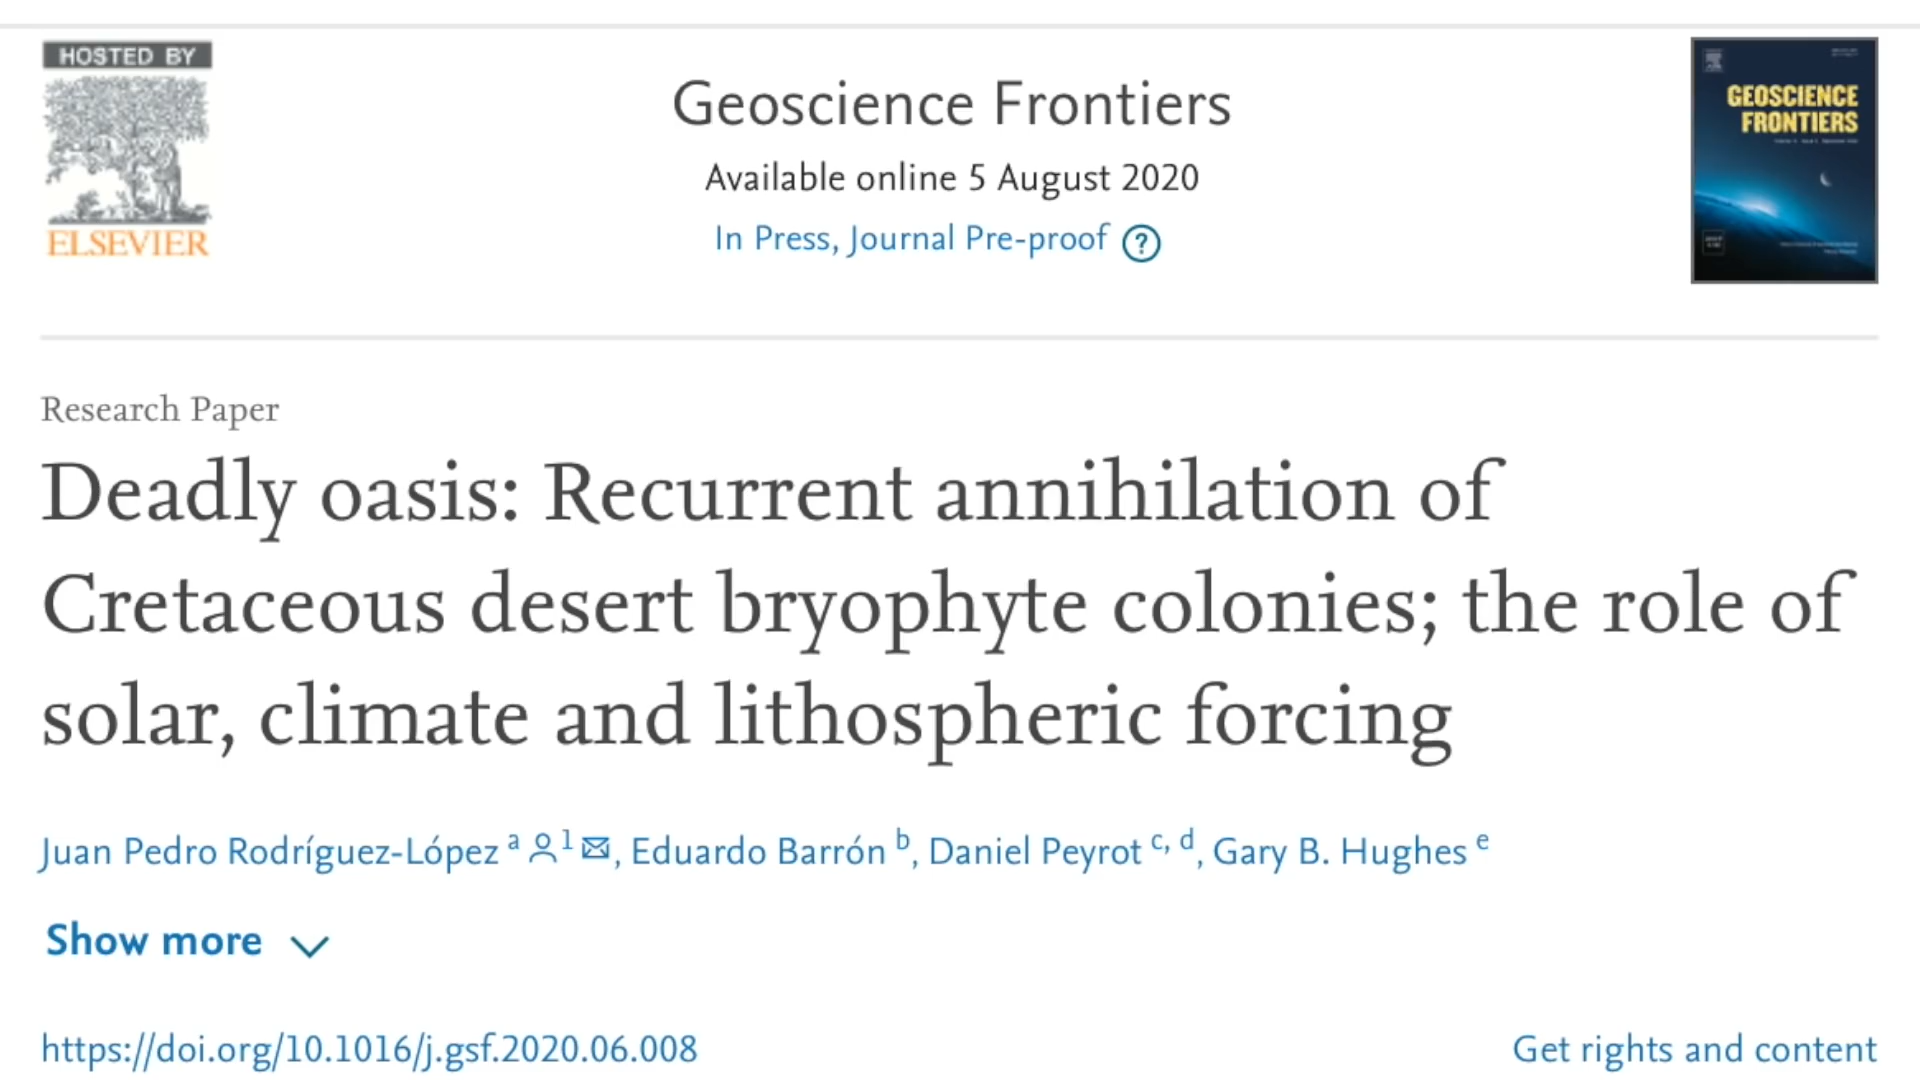 HOSTED BY
ELSEVIER
Geoscience Frontiers
Available online 5 August 2020
In Press, Journal Pre-proof ?
GEOSCIENCE
FRONTIERS
Research Paper
Deadly oasis: Recurrent annihilation of
Cretaceous desert bryophyte colonies; the role of
solar, climate and lithospheric forcing
Juan Pedro Rodríguez-López a 1, Eduardo Barrón b, Daniel Peyrot c, d, Gary B. Hughes e
Show more
https://doi.org/10.1016/j.gsf.2020.06.008
Get rights and content